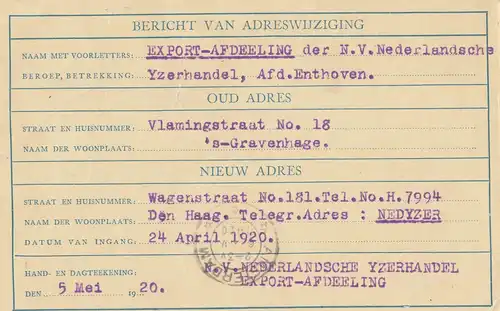 BERICHT VAN ADRESWIJZIGING
NAAM MET VOORLETTERS: EXPORT-AFDEELING der N.V.Nederlandsche
BEROEP, BETREKKING: Yzerhandel, Afd.Enthoven.
OUD ADRES
STRAAT EN HUISNUMMER: Vlamingstraat No. 18
NAAM DER WOONPLAATS: 's-Gravenhage.
NIEUW ADRES
STRAAT EN HUISNUMMER: Wagenstraat No.181.Tel.No.H.7994
NAAM DER WOONPLAATS: Den Haag. Telegr.Adres : NEDYZER
DATUM VAN INGANG: 24 April 1920.
HAND- EN DAGTEEKENING: N.V.NEDERLANDSCHE YZERHANDEL
DEN 5 Mei 1920. EXPORT-AFDEELING